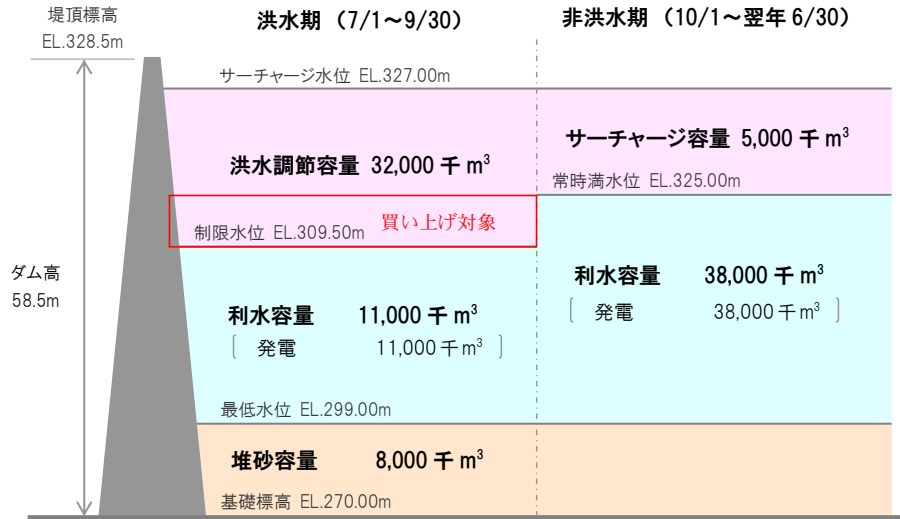 堤頂標高
EL.328.5m
洪水期（7/1～9/30）
非洪水期（10/1～翌年 6/30）
サーチャージ水位 EL.327.00m
洪水調節容量 32,000 千 m³
サーチャージ容量 5,000 千 m³
常時満水位 EL.325.00m
買い上げ対象
制限水位 EL.309.50m
ダム高
58.5m
利水容量 38,000 千 m³
［ 発電 38,000 千 m³ ］
利水容量 11,000 千 m³
［ 発電 11,000 千 m³ ］
最低水位 EL.299.00m
堆砂容量 8,000 千 m³
基礎標高 EL.270.00m